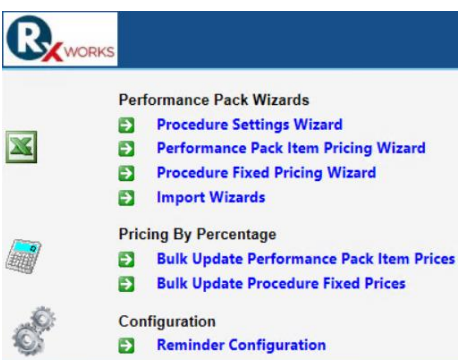 Rx WORKS
Performance Pack Wizards
Procedure Settings Wizard
Performance Pack Item Pricing Wizard
Procedure Fixed Pricing Wizard
Import Wizards
Pricing By Percentage
Bulk Update Performance Pack Item Prices
Bulk Update Procedure Fixed Prices
Configuration
Reminder Configuration